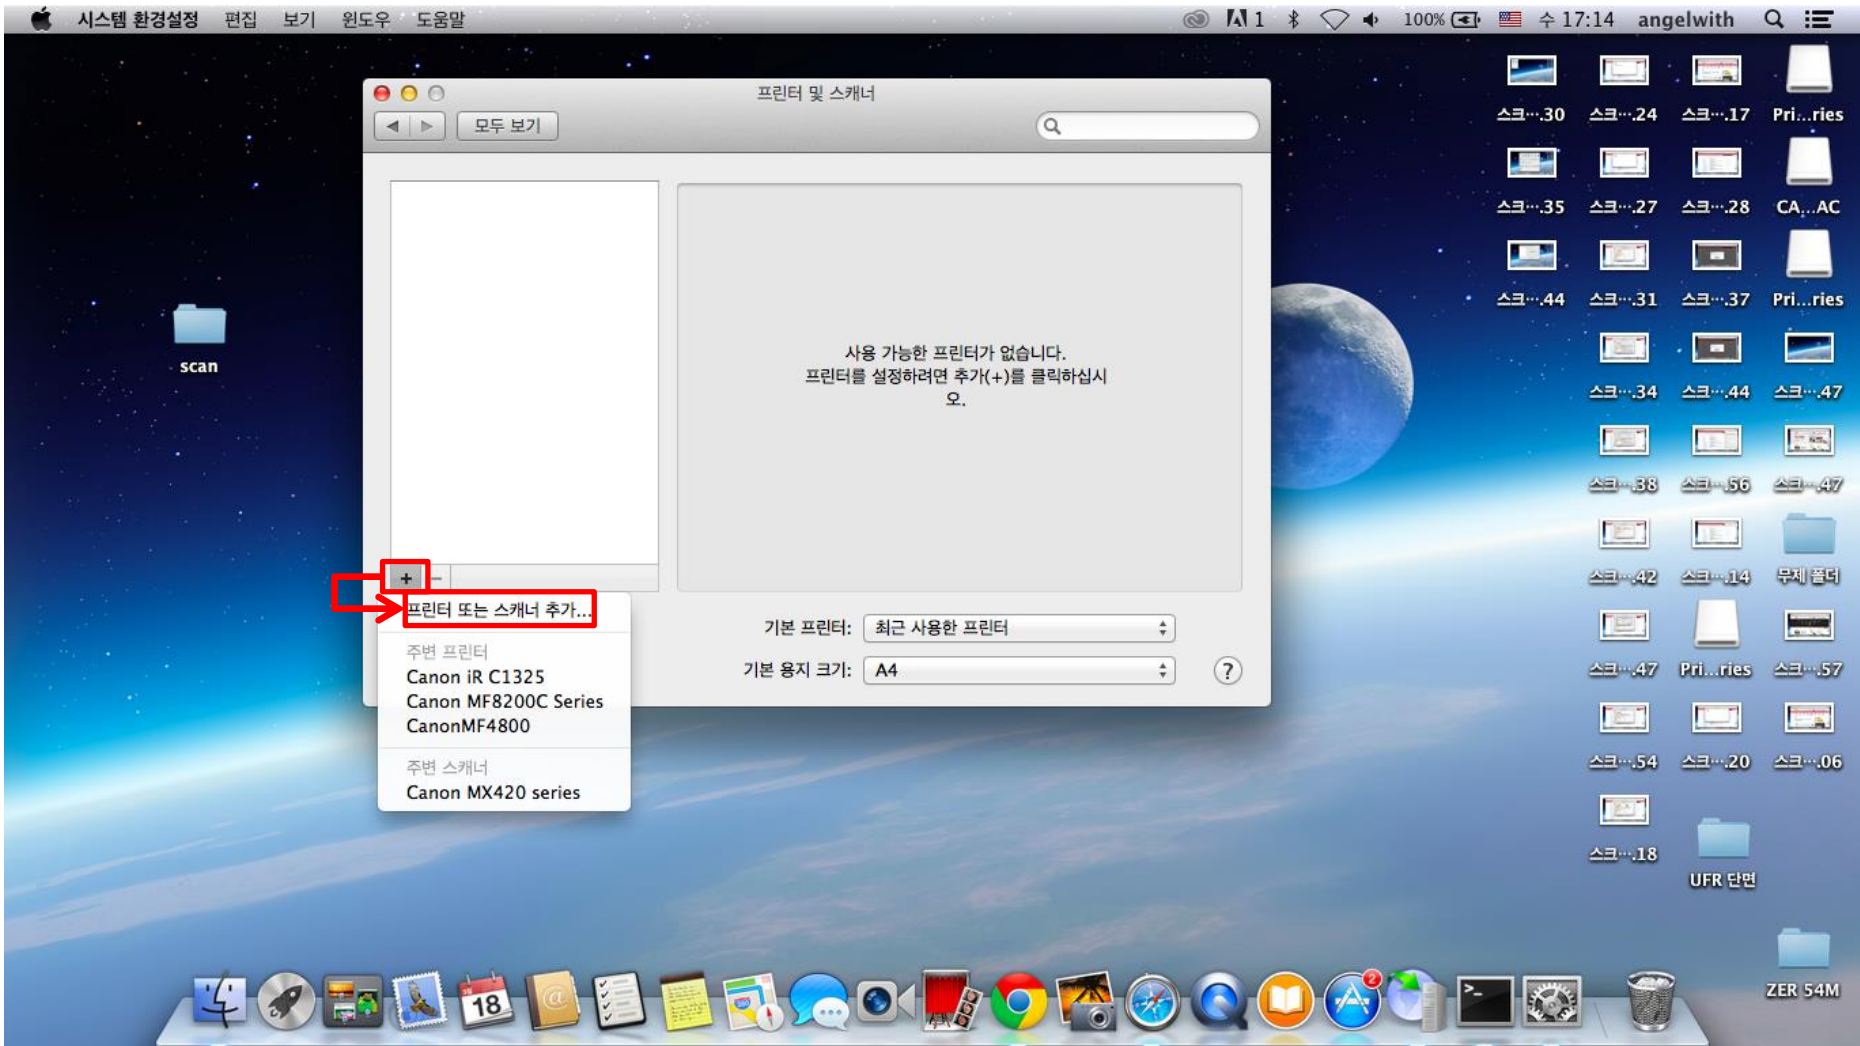 시스템 환경설정 편집 보기 윈도우 도움말
1 100% 수 17:14 angelwith
프린터 및 스캐너
모두 보기
사용 가능한 프린터가 없습니다.
프린터를 설정하려면 추가(+)를 클릭하십시
오.
+ −
프린터 또는 스캐너 추가...
주변 프린터
Canon iR C1325
Canon MF8200C Series
CanonMF4800
주변 스캐너
Canon MX420 series
기본 프린터: 최근 사용한 프린터
기본 용지 크기: A4 ?
scan
스크….30 스크….24 스크….17 Pri...ries
스크….35 스크….27 스크….28 CA...AC
스크….44 스크….31 스크….37 Pri...ries
스크….34 스크….44 스크….47
스크….38 스크….56 스크….47
스크….42 스크….14 무제 폴더
스크….47 Pri...ries 스크….57
스크….54 스크….20 스크….06
스크….18
UFR 단면
ZER 54M
18
2